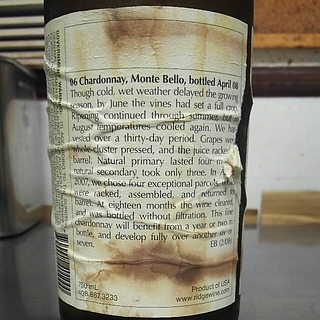 06 Chardonnay, Monte Bello, bottled April 08
Though cold, wet weather delayed the growing
season, by June the vines had set a full crop.
Ripening continued through summer, but
August temperatures cooled again. We har-
vested over a thirty-day period. Grapes were
whole-cluster pressed, and the juice racked
barrel. Natural primary lasted four
natural secondary took only three. In
2007, we chose four exceptional parcels
were racked, assembled, and returned
barrel. At eighteen months the wine cleared,
and was bottled without filtration. This fine
chardonnay will benefit from a year or two in
bottle, and develop fully over another six or
seven. EB (2/08)
750 mL Product of USA
408.867.3233 www.ridgewine.com
GOVERNMENT WARNING: